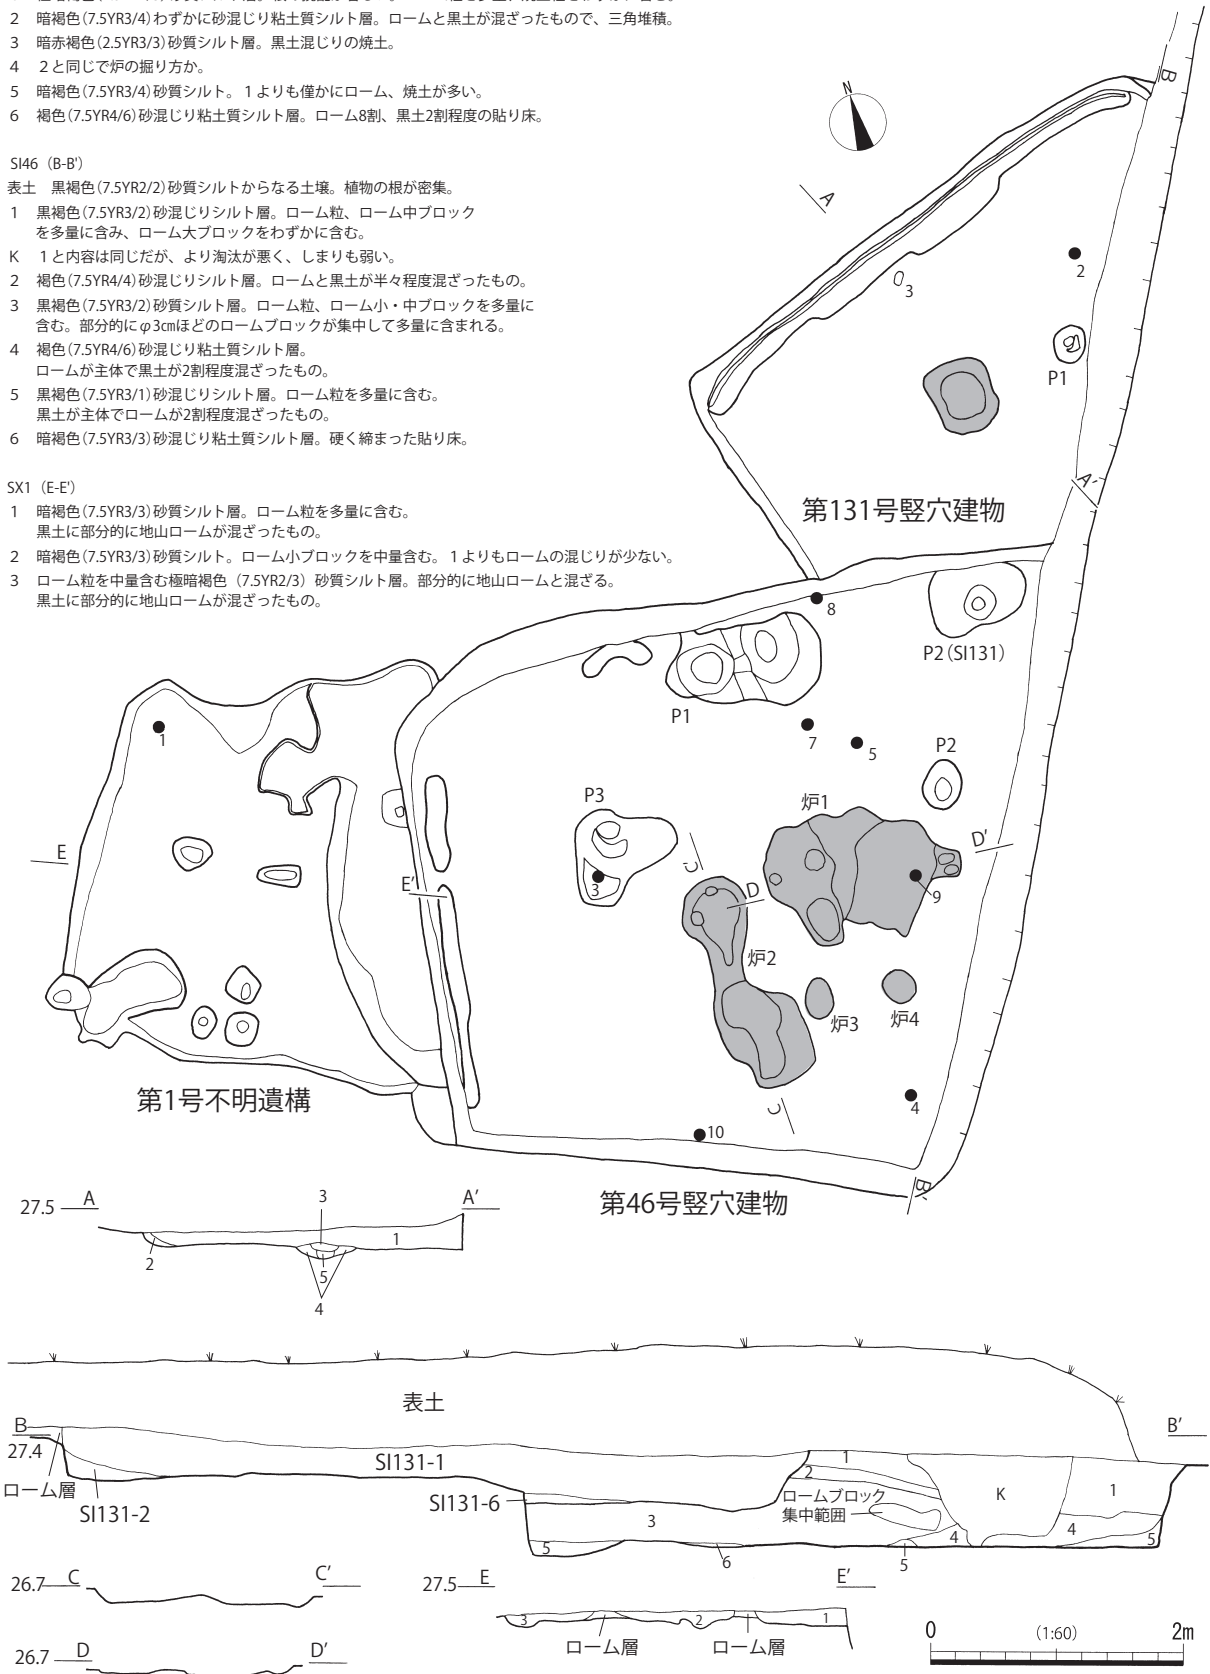 2　暗褐色(7.5YR3/4)わずかに砂混じり粘土質シルト層。ロームと黒土が混ざったもので、三角堆積。
3　暗赤褐色(2.5YR3/3)砂質シルト層。黒土混じりの焼土。
4　２と同じで炉の掘り方か。
5　暗褐色(7.5YR3/4)砂質シルト。１よりも僅かにローム、焼土が多い。
6　褐色(7.5YR4/6)砂混じり粘土質シルト層。ローム8割、黒土2割程度の貼り床。
SI46（B-B'）
表土　黒褐色(7.5YR2/2)砂質シルトからなる土壌。植物の根が密集。
1　黒褐色(7.5YR3/2)砂混じりシルト層。ローム粒、ローム中ブロック
を多量に含み、ローム大ブロックをわずかに含む。
K　１と内容は同じだが、より淘汰が悪く、しまりも弱い。
2　褐色(7.5YR4/4)砂混じりシルト層。ロームと黒土が半々程度混ざったもの。
3　黒褐色(7.5YR3/2)砂質シルト層。ローム粒、ローム小・中ブロックを多量に
含む。部分的にφ3㎝ほどのロームブロックが集中して多量に含まれる。
4　褐色(7.5YR4/6)砂混じり粘土質シルト層。
ロームが主体で黒土が2割程度混ざったもの。
5　黒褐色(7.5YR3/1)砂混じりシルト層。ローム粒を多量に含む。
黒土が主体でロームが2割程度混ざったもの。
6　暗褐色(7.5YR3/3)砂混じり粘土質シルト層。硬く締まった貼り床。
SX1（E-E'）
1　暗褐色(7.5YR3/3)砂質シルト層。ローム粒を多量に含む。
黒土に部分的に地山ロームが混ざったもの。
2　暗褐色(7.5YR3/3)砂質シルト。ローム小ブロックを中量含む。１よりもロームの混じりが少ない。
3　ローム粒を中量含む極暗褐色（7.5YR2/3）砂質シルト層。部分的に地山ロームと混ざる。
黒土に部分的に地山ロームが混ざったもの。
N
B
A
2
3
P1
A'
第131号竪穴建物
8
P2(SI131)
P1
1
7
5
P2
P3
炉1
E
C
D'
E'
3
D
9
炉2
炉3
炉4
第1号不明遺構
C'
4
10
B'
第46号竪穴建物
27.5 A
3
A'
1
2
5
4
表土
B
B'
27.4
SI131-1
1
2
K
1
ローム層
SI131-2
SI131-6
ロームブロック
集中範囲
3
4
4
5
6
5
5
26.7 C
C'
27.5 E
E'
3
2
1
ローム層
ローム層
0
(1:60)
2m
26.7 D
D'